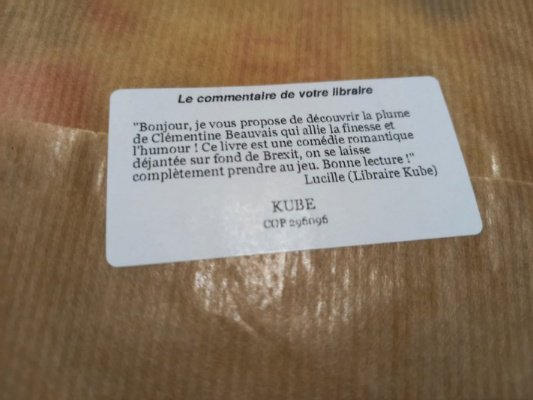 Le commentaire de votre libraire
"Bonjour, je vous propose de découvrir la plume
de Clémentine Beauvais qui allie la finesse et
l'humour ! Ce livre est une comédie romantique
déjantée sur fond de Brexit, on se laisse
complètement prendre au jeu. Bonne lecture !"
Lucille (Libraire Kube)
KUBE
COP 296096